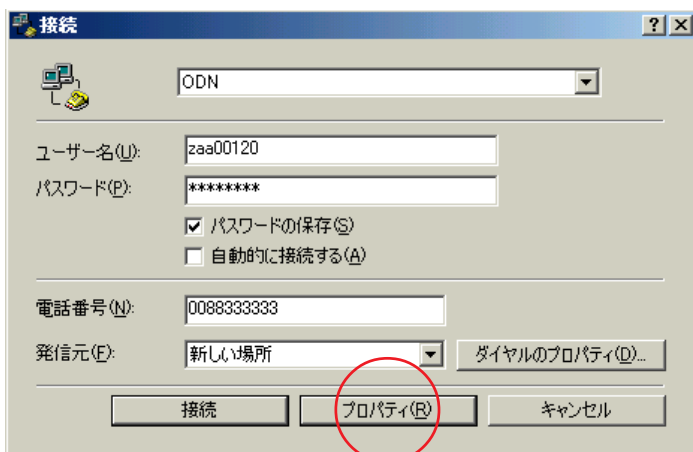 接続
ODN
ユーザー名(U): zaa00120
パスワード(P): ********
パスワードの保存(S)
自動的に接続する(A)
電話番号(N): 0088333333
発信元(F): 新しい場所 ダイヤルのプロパティ(D)...
接続 プロパティ(R) キャンセル